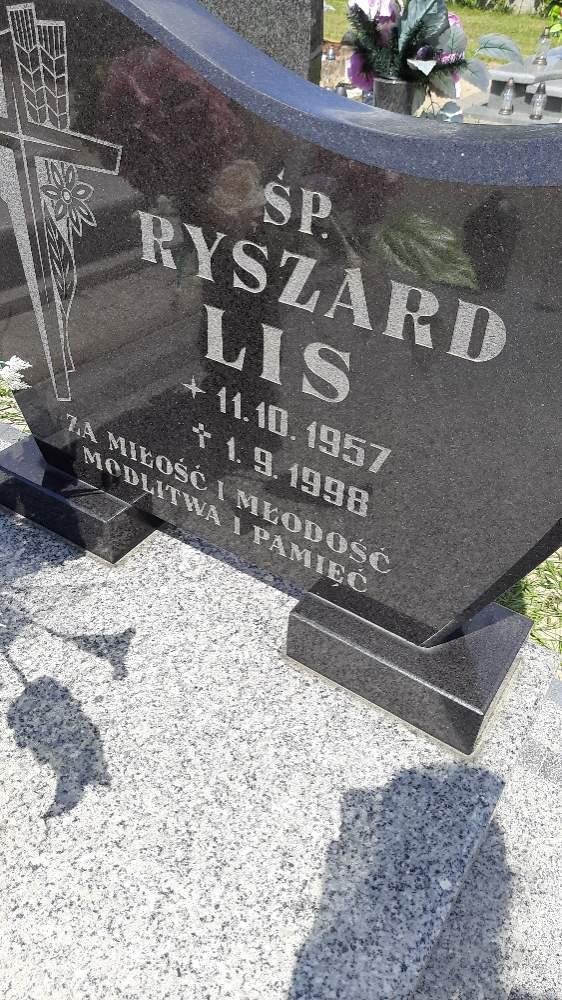 ŚP.
RYSZARD
LIS
11.10.1957
✝ 1.9.1998
ZA MIŁOŚĆ I MŁODOŚĆ
MODLITWA I PAMIĘĆ